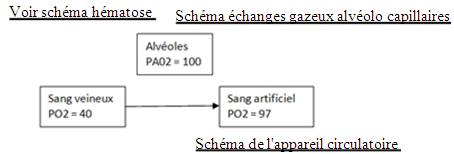 Voir schéma hématose
Schéma échanges gazeux alvéolo capillaires
Alvéoles
PA02 = 100
Sang veineux
PO2 = 40
Sang artificiel
PO2 = 97
Schéma de l'appareil circulatoire